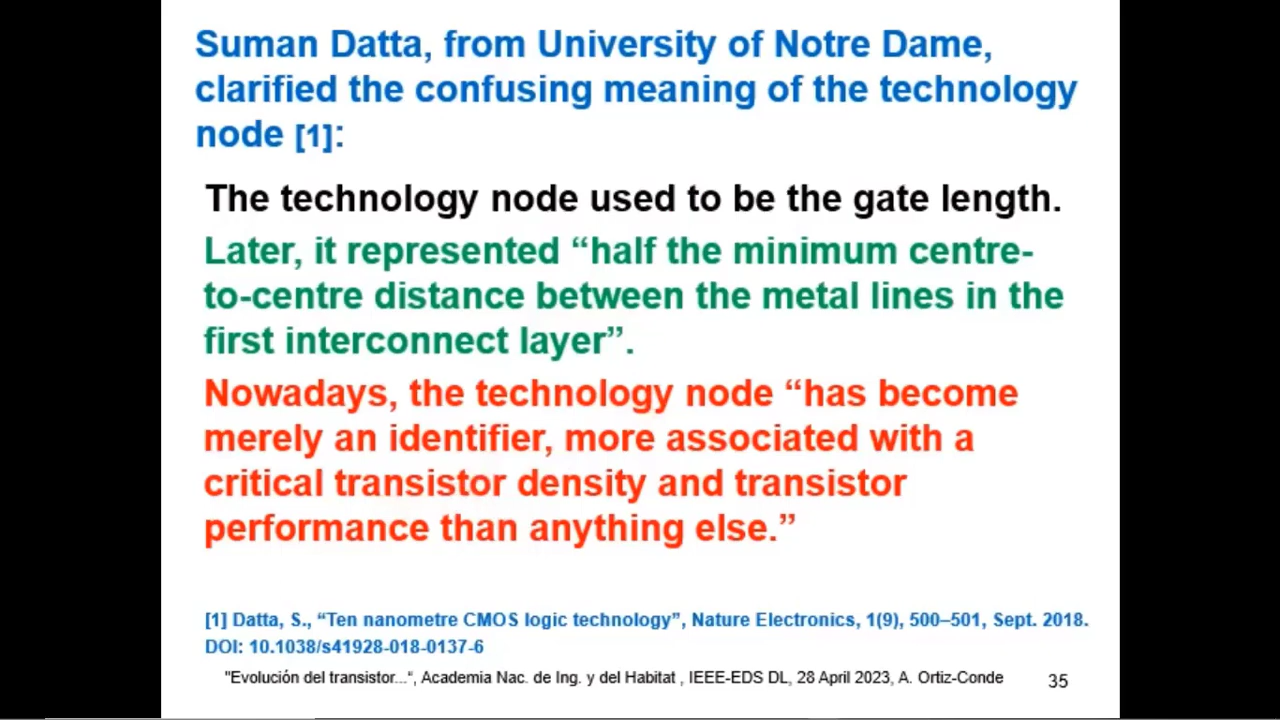 Suman Datta, from University of Notre Dame,
clarified the confusing meaning of the technology
node [1]:
The technology node used to be the gate length.
Later, it represented “half the minimum centre-
to-centre distance between the metal lines in the
first interconnect layer”.
Nowadays, the technology node “has become
merely an identifier, more associated with a
critical transistor density and transistor
performance than anything else.”
[1] Datta, S., “Ten nanometre CMOS logic technology”, Nature Electronics, 1(9), 500–501, Sept. 2018.
DOI: 10.1038/s41928-018-0137-6
"Evolución del transistor...“, Academia Nac. de Ing. y del Habitat , IEEE-EDS DL, 28 April 2023, A. Ortiz-Conde
35